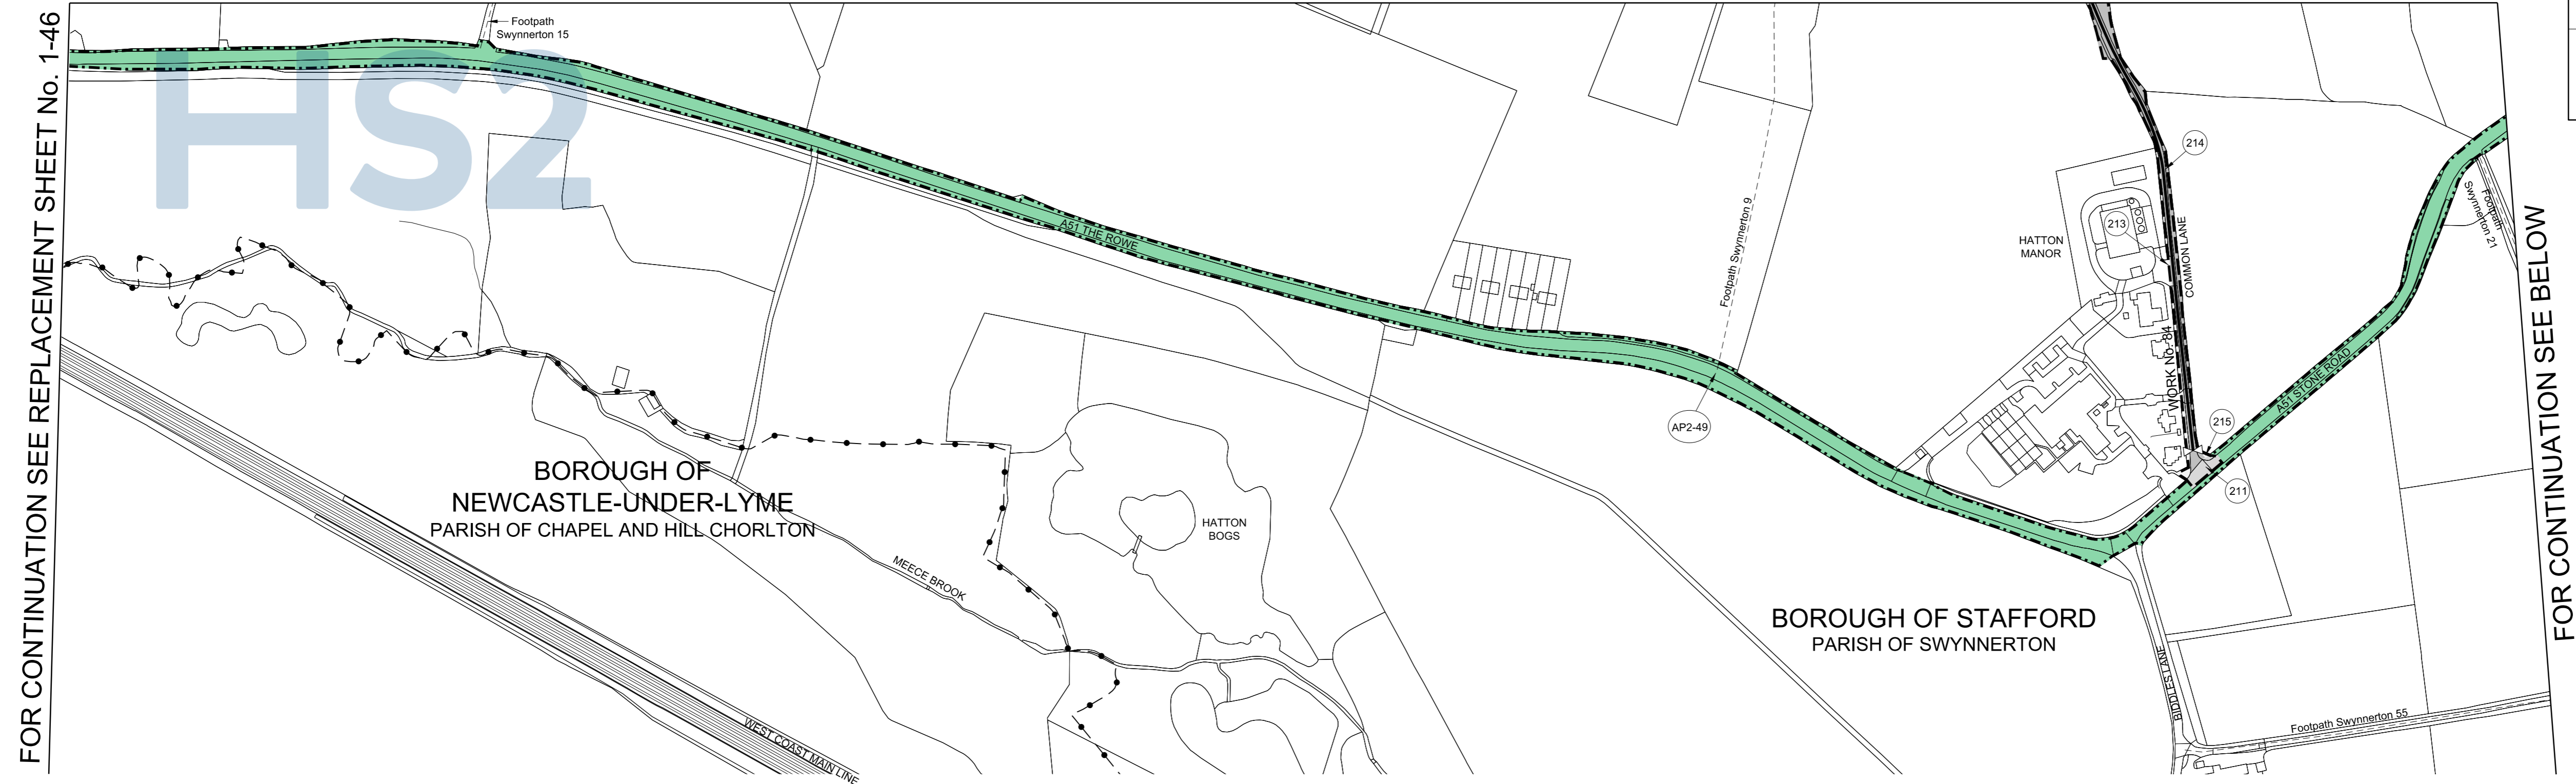 FOR CONTINUATION SEE REPLACEMENT SHEET No. 1-46
Footpath
Swynnerton 15
HS2
A51 THE ROWE
Footpath Swynnerton 9
AP2-49
HATTON
MANOR
213
214
COMMON LANE
WORK No. 84
215
211
A51 STONE ROAD
Footpath
Swynnerton 21
FOR CONTINUATION SEE BELOW
BOROUGH OF
NEWCASTLE-UNDER-LYME
PARISH OF CHAPEL AND HILL CHORLTON
HATTON
BOGS
MEECE BROOK
BOROUGH OF STAFFORD
PARISH OF SWYNNERTON
BIDDLES LANE
Footpath Swynnerton 55
WEST COAST MAIN LINE